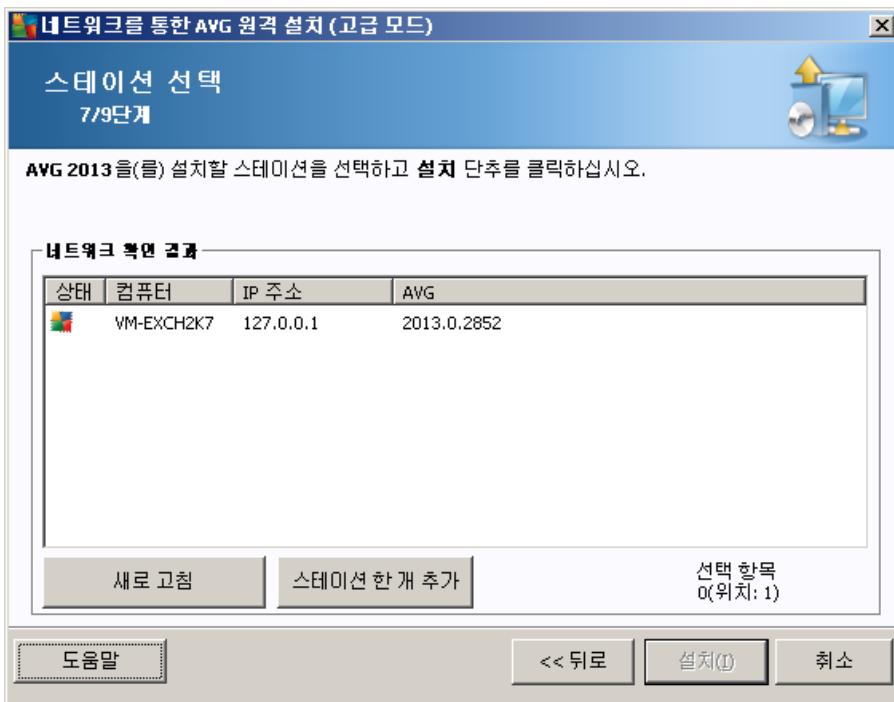 네트워크를 통한 AVG 원격 설치 (고급 모드)
스테이션 선택
7/9단계
AVG 2013을(를) 설치할 스테이션을 선택하고 설치 단추를 클릭하십시오.
네트워크 확인 결과
상태 컴퓨터 IP 주소 AVG
VM-EXCH2K7 127.0.0.1 2013.0.2852
새로 고침 스테이션 한 개 추가 선택 항목
0(위치: 1)
도움말 << 뒤로 설치(I) 취소